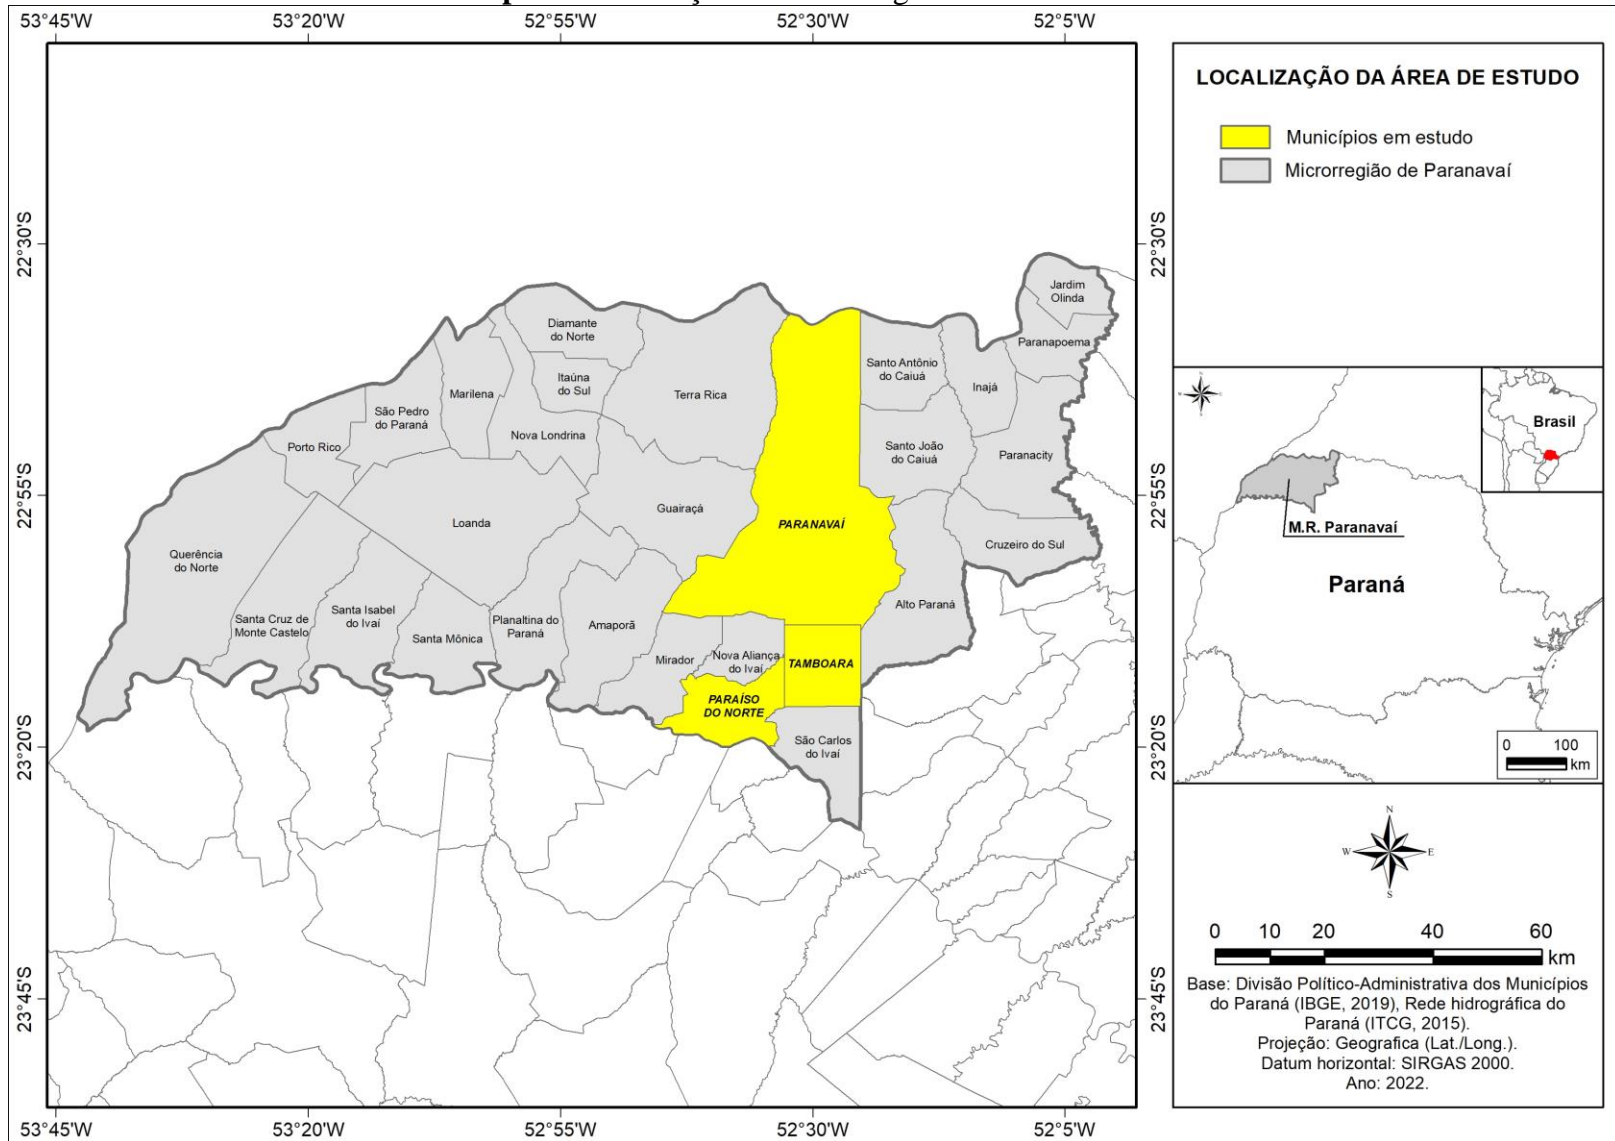 53°45'W 53°20'W 52°55'W 52°30'W 52°5'W
22°30'S
22°55'S
23°20'S
23°45'S
Jardim
Olinda
Paranapoema
Diamante
do Norte
Santo Antônio
do Caiuá
Inajá
Itaúna
do Sul
Marilena
Terra Rica
São Pedro
do Paraná
Nova Londrina
Porto Rico
Santo João
do Caiuá
Paranacity
Guairaçá
Loanda
PARANAVAÍ
Cruzeiro do Sul
Querência
do Norte
Alto Paraná
Santa Cruz de
Monte Castelo
Santa Isabel
do Ivaí
Santa Mônica
Planaltina do
Paraná
Amaporã
Mirador
Nova Aliança
do Ivaí
TAMBOARA
PARAÍSO
DO NORTE
São Carlos
do Ivaí
22°30'S
22°55'S
23°20'S
23°45'S
53°45'W 53°20'W 52°55'W 52°30'W 52°5'W
LOCALIZAÇÃO DA ÁREA DE ESTUDO
Municípios em estudo
Microrregião de Paranavaí
Brasil
M.R. Paranavaí
Paraná
0 100
km
N
W E
S
0 10 20 40 60
km
Base: Divisão Político-Administrativa dos Municípios
do Paraná (IBGE, 2019), Rede hidrográfica do
Paraná (ITCG, 2015).
Projeção: Geografica (Lat./Long.).
Datum horizontal: SIRGAS 2000.
Ano: 2022.